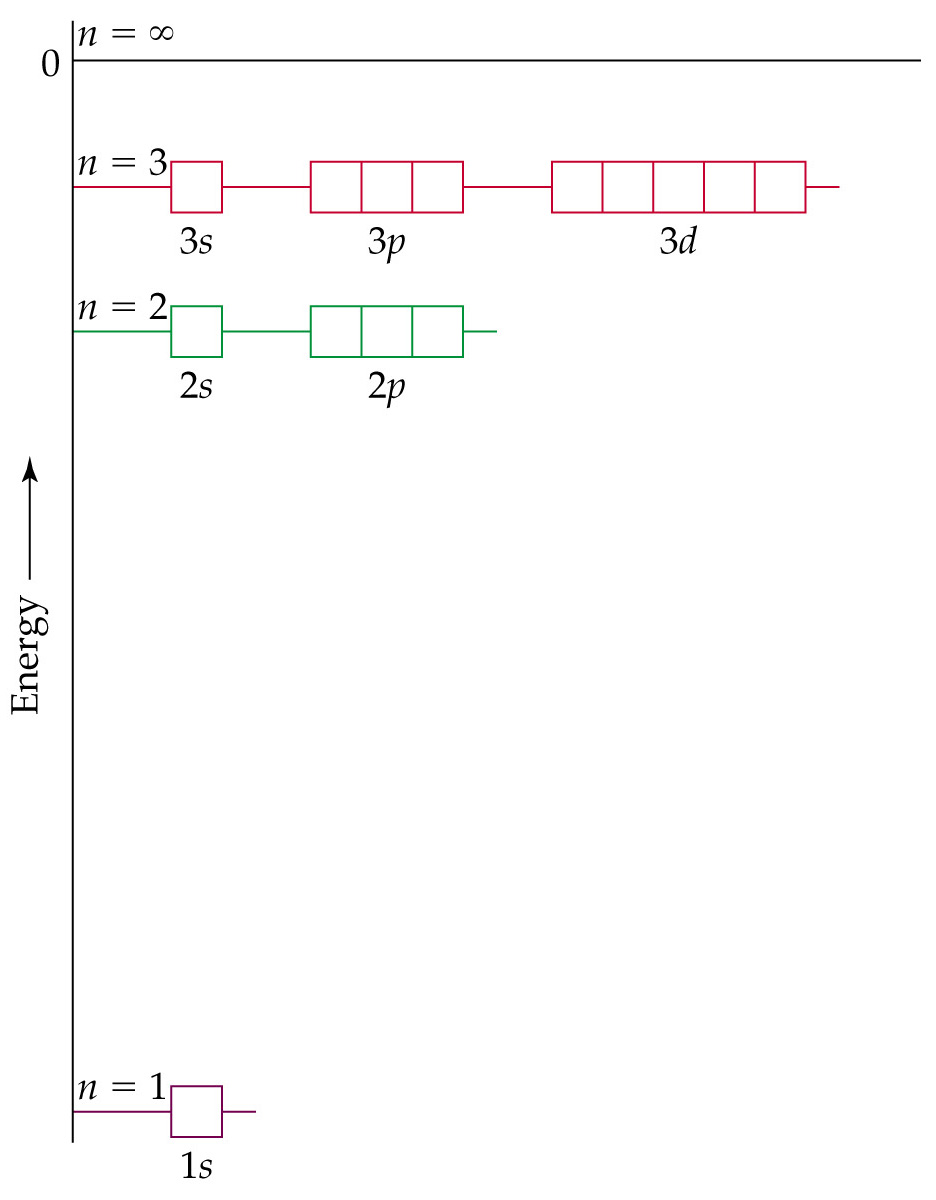 n = ∞
0
n = 3
3s 3p 3d
n = 2
2s 2p
Energy
n = 1
1s